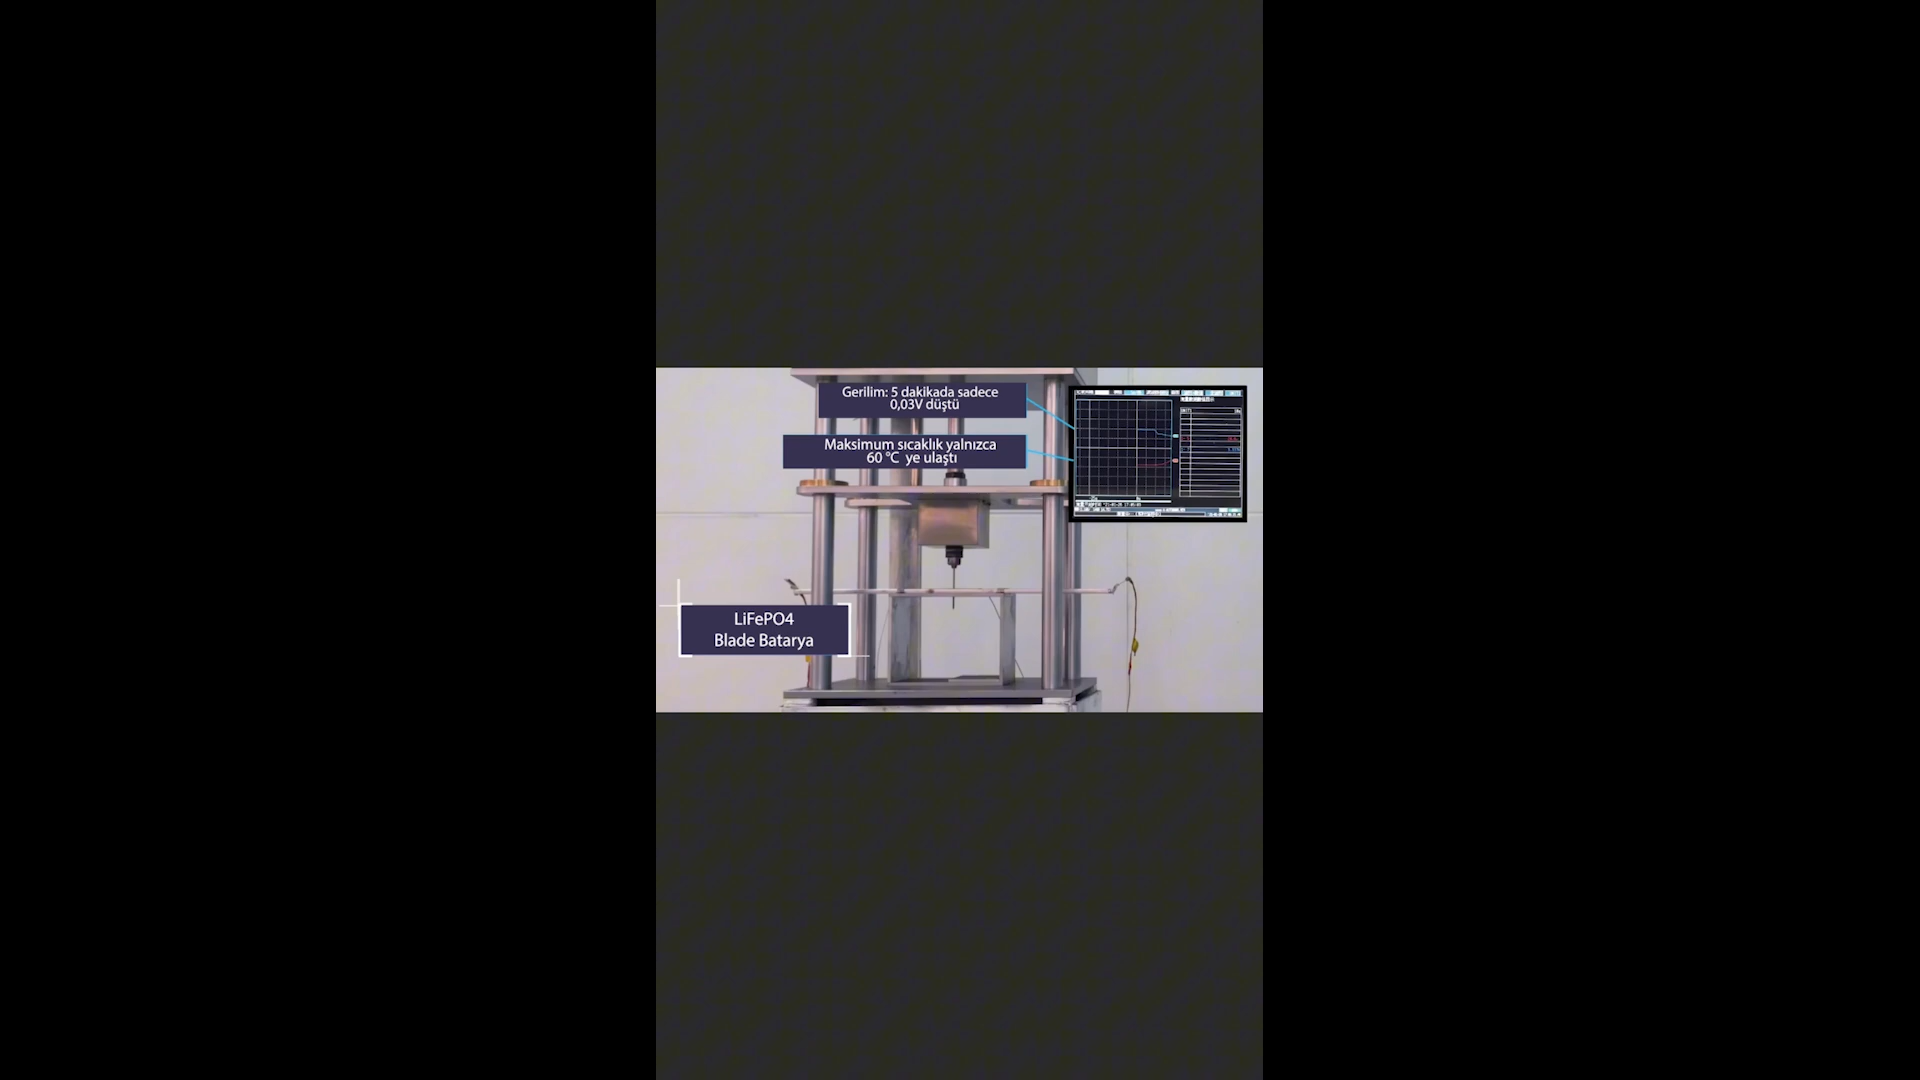 Gerilim: 5 dakikada sadece
0,03V düştü
Maksimum sıcaklık yalnızca
60 °C ye ulaştı
LiFePO4
Blade Batarya